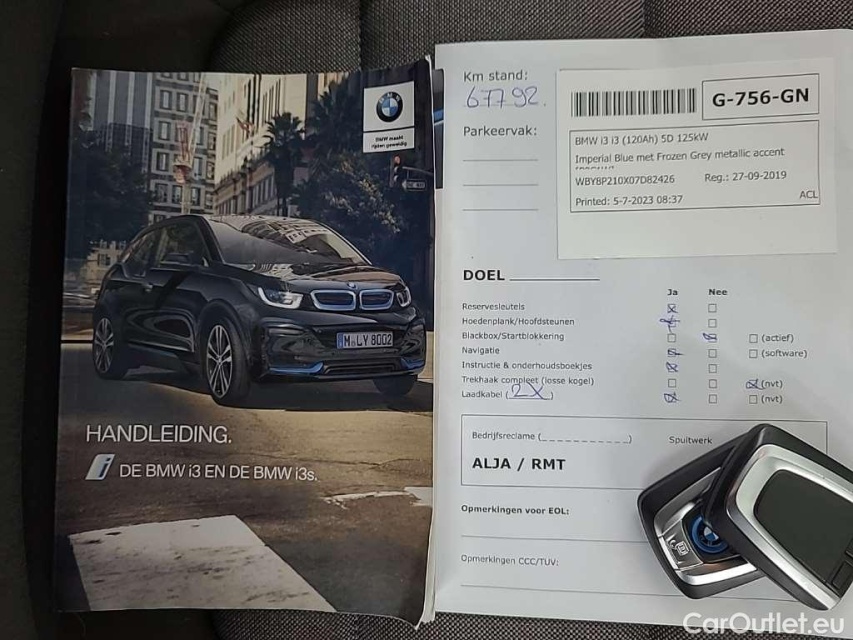 BMW maakt
rijden geweldig
M LY 8002
HANDLEIDING.
DE BMW i3 EN DE BMW i3s.
Km stand:
67792.
Parkeervak:
G-756-GN
BMW i3 i3 (120Ah) 5D 125kW
Imperial Blue met Frozen Grey metallic accent
WBY8P210X07D82426 Reg.: 27-09-2019
Printed: 5-7-2023 08:37 ACL
DOEL
Ja Nee
Reservesleutels
Hoedenplank/Hoofdsteunen
Blackbox/Startblokkering (actief)
Navigatie (software)
Instructie & onderhoudsboekjes
Trekhaak compleet (losse kogel) (nvt)
Laadkabel (2X) (nvt)
Bedrijfsreclame (_ _ _ _ _ _ _ _ _) Spuitwerk
ALJA / RMT
Opmerkingen voor EOL:
Opmerkingen CCC/TUV:
CarOutlet.eu